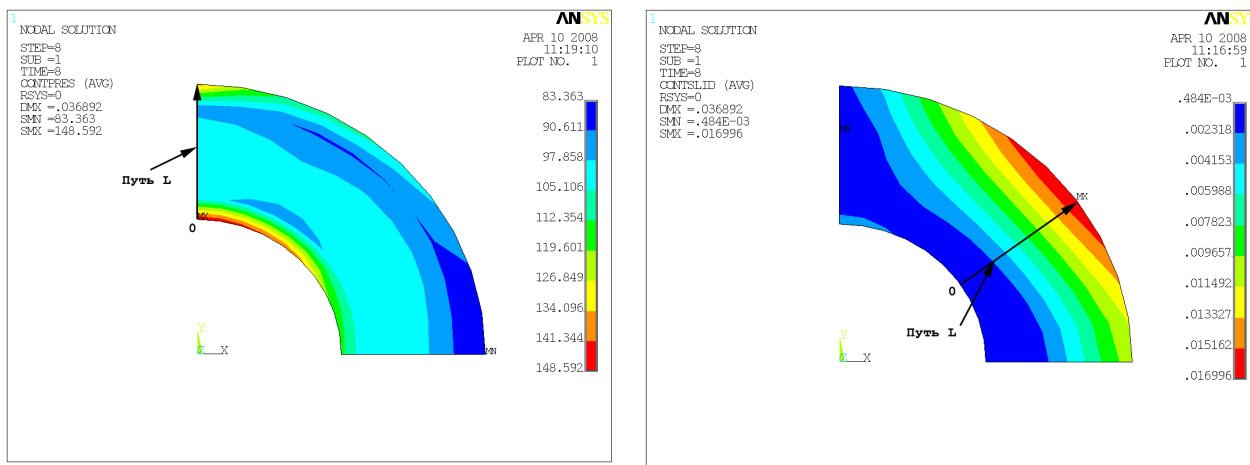 1
NODAL SOLUTION
STEP=8
SUB =1
TIME=8
CONTPRES (AVG)
RSYS=0
DMX =.036892
SMN =83.363
SMX =148.592
ANSYS
APR 10 2008
11:19:10
PLOT NO. 1
Путь L
MX
0
Y
Z X
MN
83.363
90.611
97.858
105.106
112.354
119.601
126.849
134.096
141.344
148.592
1
NODAL SOLUTION
STEP=8
SUB =1
TIME=8
CONTSLID (AVG)
RSYS=0
DMX =.036892
SMN =.484E-03
SMX =.016996
ANSYS
APR 10 2008
11:16:59
PLOT NO. 1
MN
MX
0
Путь L
Y
Z X
.484E-03
.002318
.004153
.005988
.007823
.009657
.011492
.013327
.015162
.016996